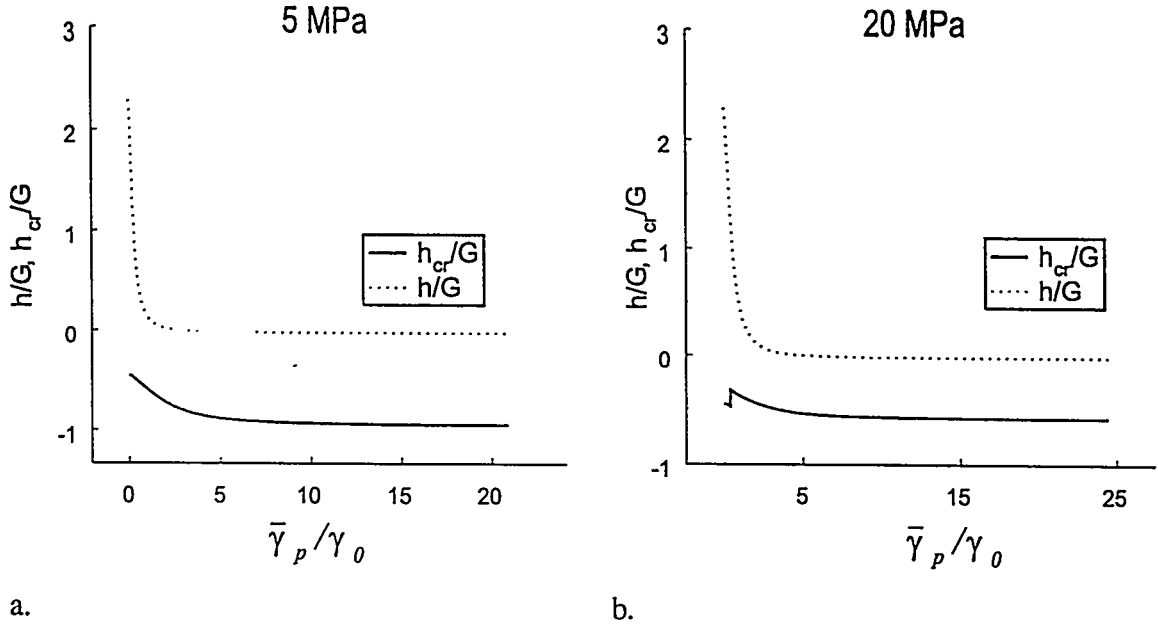 5 MPa
3
2
1
0
-1
h/G, h_cr/G
h_cr/G
h/G
0 5 10 15 20
γ̄_p/γ_0
a.
20 MPa
3
2
1
0
-1
h/G, h_cr/G
h_cr/G
h/G
5 15 25
γ̄_p/γ_0
b.